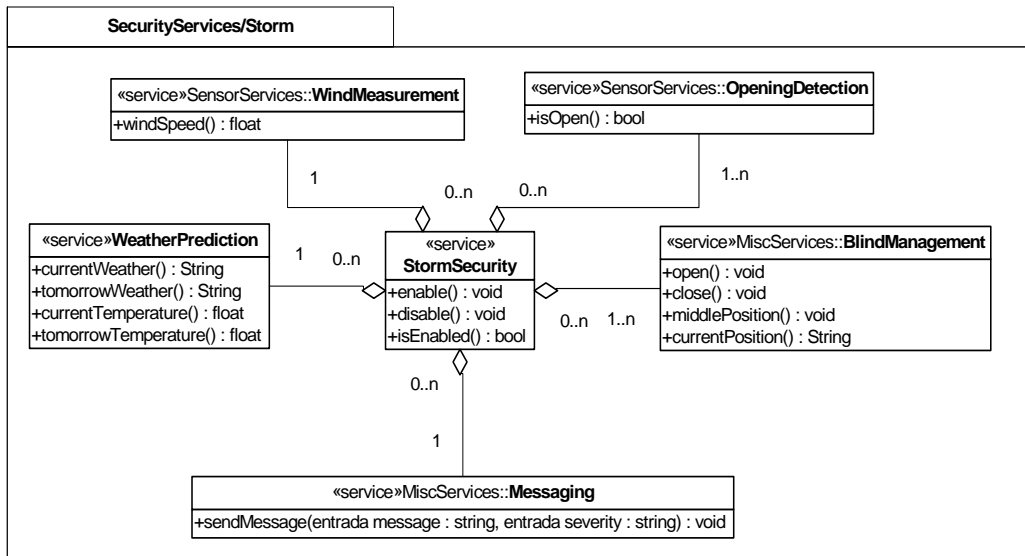 SecurityServices/Storm
«service»SensorServices::WindMeasurement
+windSpeed() : float
«service»SensorServices::OpeningDetection
+isOpen() : bool
1
0..n
0..n
1..n
«service»WeatherPrediction
+currentWeather() : String
+tomorrowWeather() : String
+currentTemperature() : float
+tomorrowTemperature() : float
1
0..n
«service»
StormSecurity
+enable() : void
+disable() : void
+isEnabled() : bool
«service»MiscServices::BlindManagement
+open() : void
+close() : void
+middlePosition() : void
+currentPosition() : String
0..n
1..n
0..n
1
«service»MiscServices::Messaging
+sendMessage(entrada message : string, entrada severity : string) : void